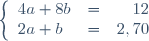 4a + 8b = 12
2a + b = 2,70